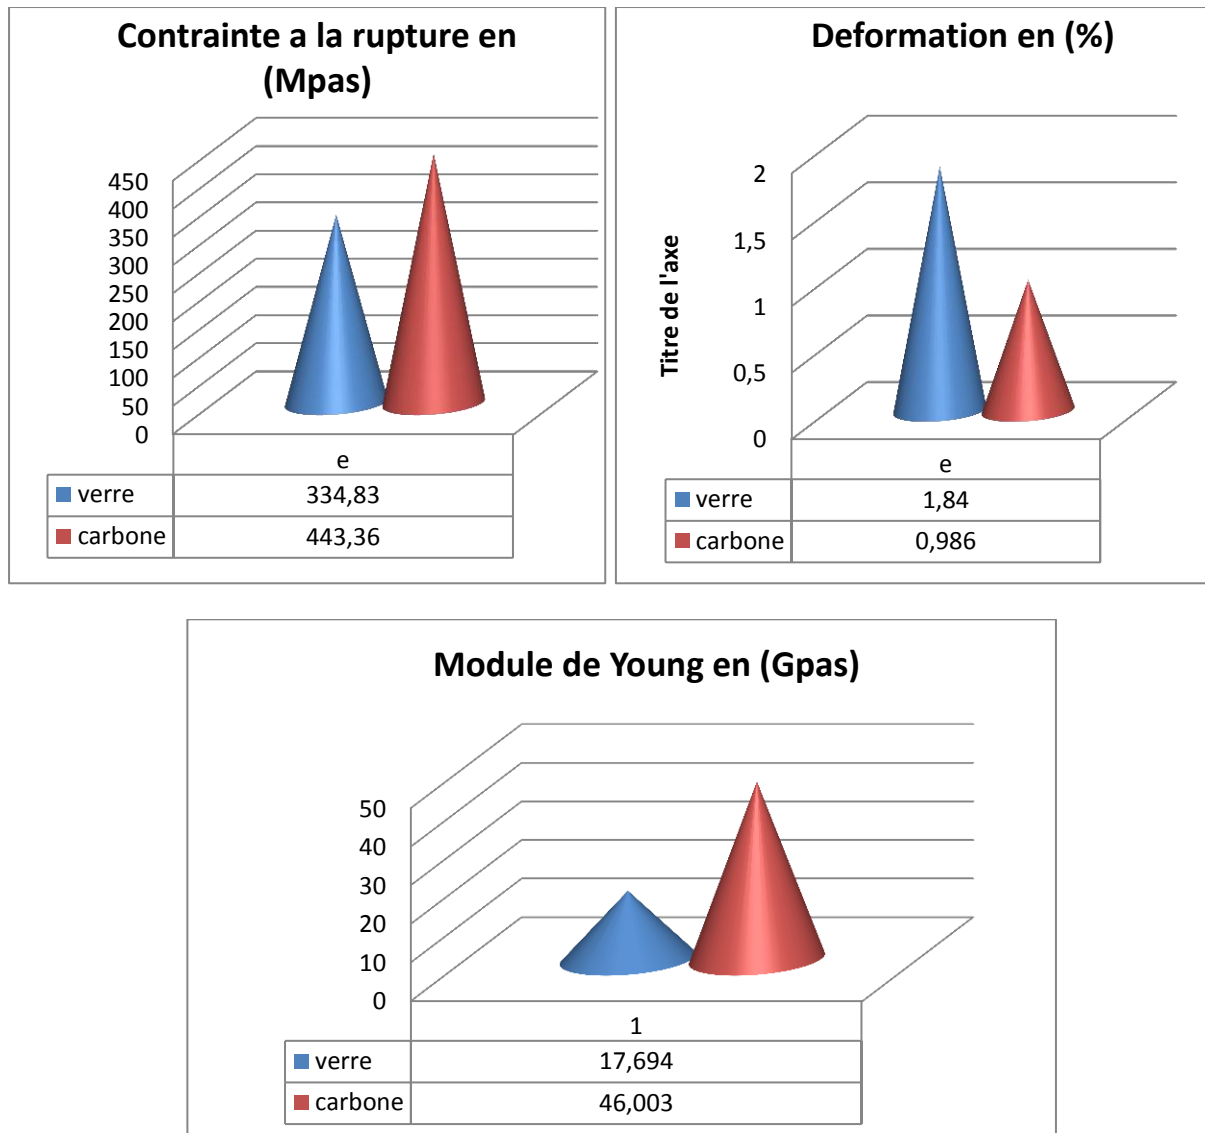 Contrainte a la rupture en
(Mpas)
450
400
350
300
250
200
150
100
50
0
e
verre 334,83
carbone 443,36
Deformation en (%)
Titre de l'axe
2
1,5
1
0,5
0
e
verre 1,84
carbone 0,986
Module de Young en (Gpas)
50
40
30
20
10
0
1
verre 17,694
carbone 46,003